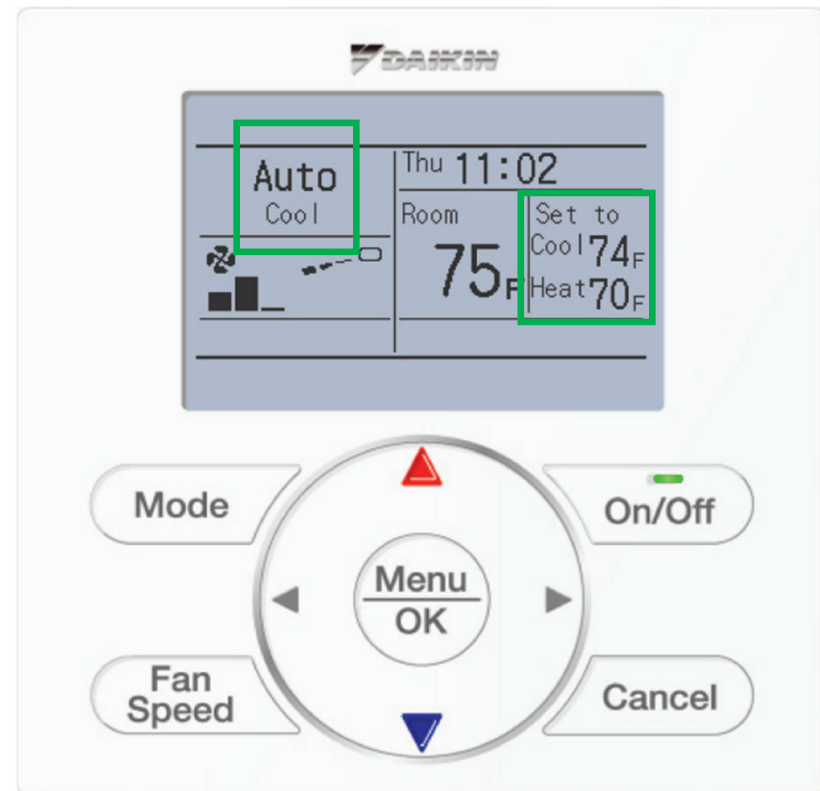 DAIKIN
Auto
Cool
Thu 11:02
Room
75F
Set to
Cool 74F
Heat 70F
Mode
On/Off
Menu
OK
Fan
Speed
Cancel